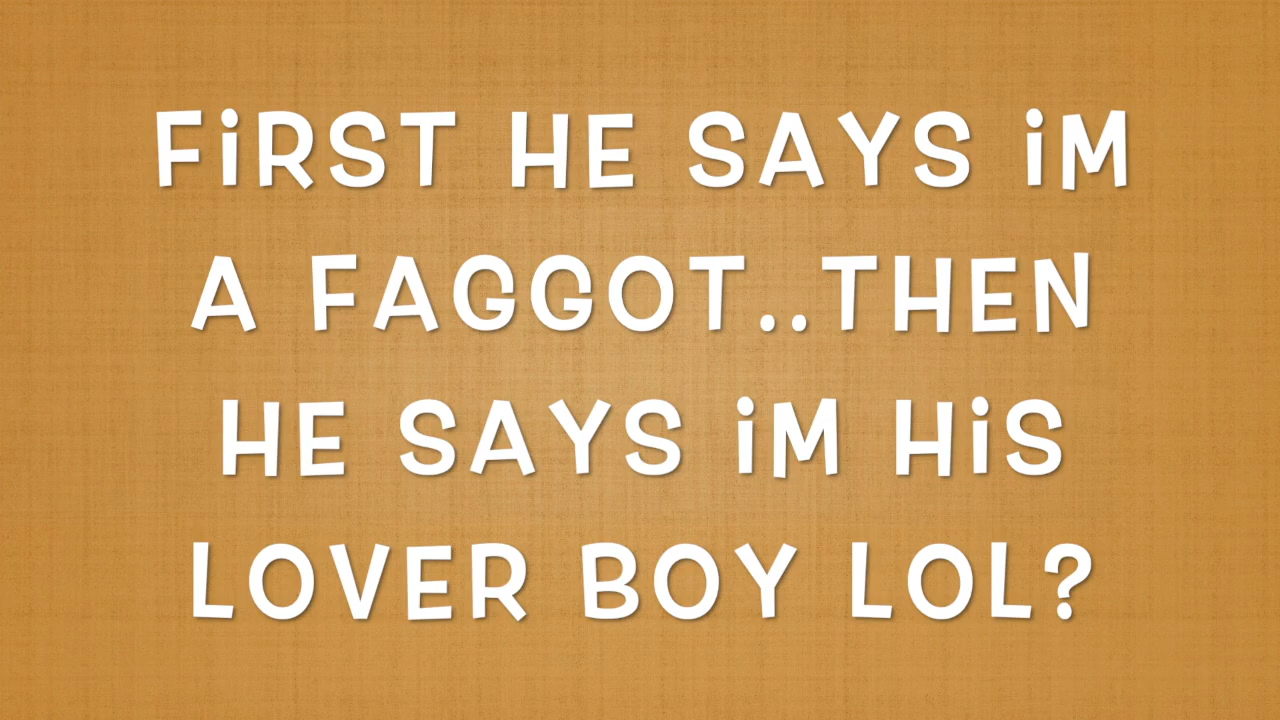 FiRST HE SAYS iM
A FAGGOT..THEN
HE SAYS iM HiS
LOVER BOY LOL?